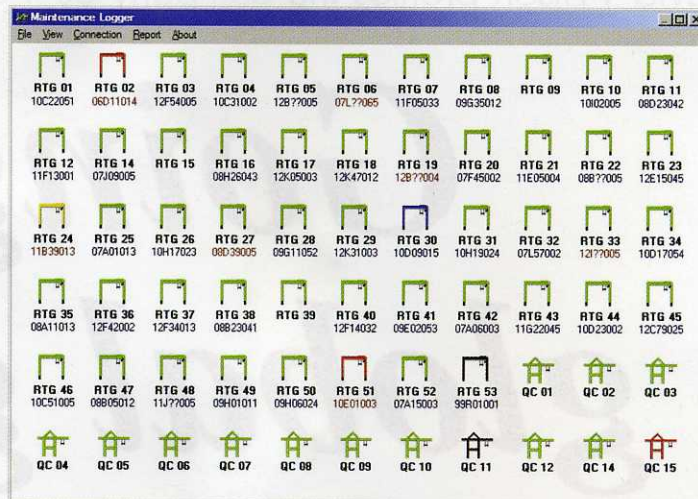 Maintenance Logger
File View Connection Report About
RTG 01 RTG 02 RTG 03 RTG 04 RTG 05 RTG 06 RTG 07 RTG 08 RTG 09 RTG 10 RTG 11
10C22051 06D11014 12F54005 10C31002 12B??005 07L??065 11F05033 09G35012 10I02005 08D23042
RTG 12 RTG 14 RTG 15 RTG 16 RTG 17 RTG 18 RTG 19 RTG 20 RTG 21 RTG 22 RTG 23
11F13001 07J09005 08H26043 12K05003 12K47012 12B??004 07F45002 11E05004 08B??005 12E15045
RTG 24 RTG 25 RTG 26 RTG 27 RTG 28 RTG 29 RTG 30 RTG 31 RTG 32 RTG 33 RTG 34
11B39013 07A01013 10H17023 08D39005 09G11052 12K31003 10D09015 10H19024 07L57002 12I??005 10D17054
RTG 35 RTG 36 RTG 37 RTG 38 RTG 39 RTG 40 RTG 41 RTG 42 RTG 43 RTG 44 RTG 45
08A11013 12F42002 12F34013 08B23041 12F14032 09E02053 07A06003 11G22045 10D23002 12C79025
RTG 46 RTG 47 RTG 48 RTG 49 RTG 50 RTG 51 RTG 52 RTG 53 QC 01 QC 02 QC 03
10C51005 08B05012 11J??005 09H01011 09H06024 10E01003 07A15003 99R01001
QC 04 QC 05 QC 06 QC 07 QC 08 QC 09 QC 10 QC 11 QC 12 QC 14 QC 15